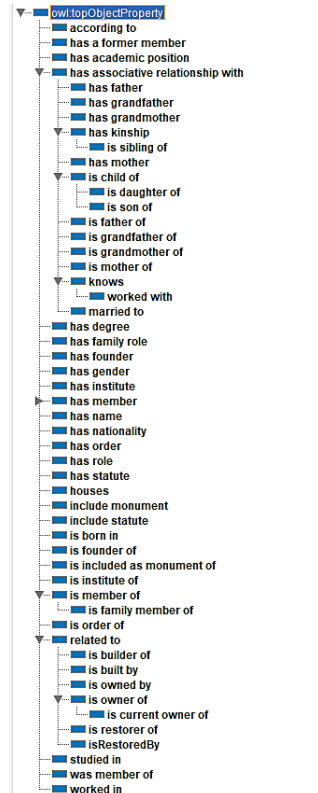 owl:topObjectProperty
according to
has a former member
has academic position
has associative relationship with
has father
has grandfather
has grandmother
has kinship
is sibling of
has mother
is child of
is daughter of
is son of
is father of
is grandfather of
is grandmother of
is mother of
knows
worked with
married to
has degree
has family role
has founder
has gender
has institute
has member
has name
has nationality
has order
has role
has statute
houses
include monument
include statute
is born in
is founder of
is included as monument of
is institute of
is member of
is family member of
is order of
related to
is builder of
is built by
is owned by
is owner of
is current owner of
is restorer of
isRestoredBy
studied in
was member of
worked in